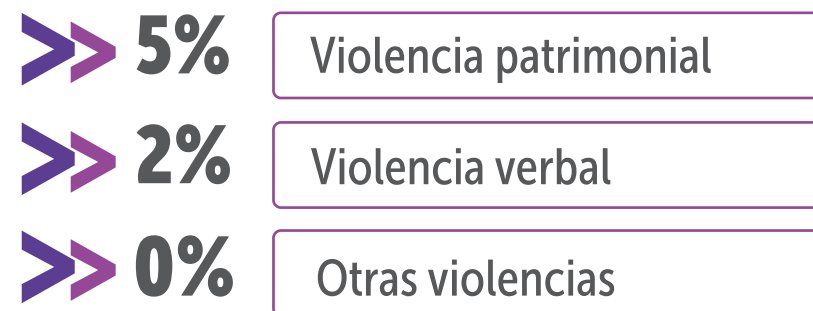 5% Violencia patrimonial
2% Violencia verbal
0% Otras violencias